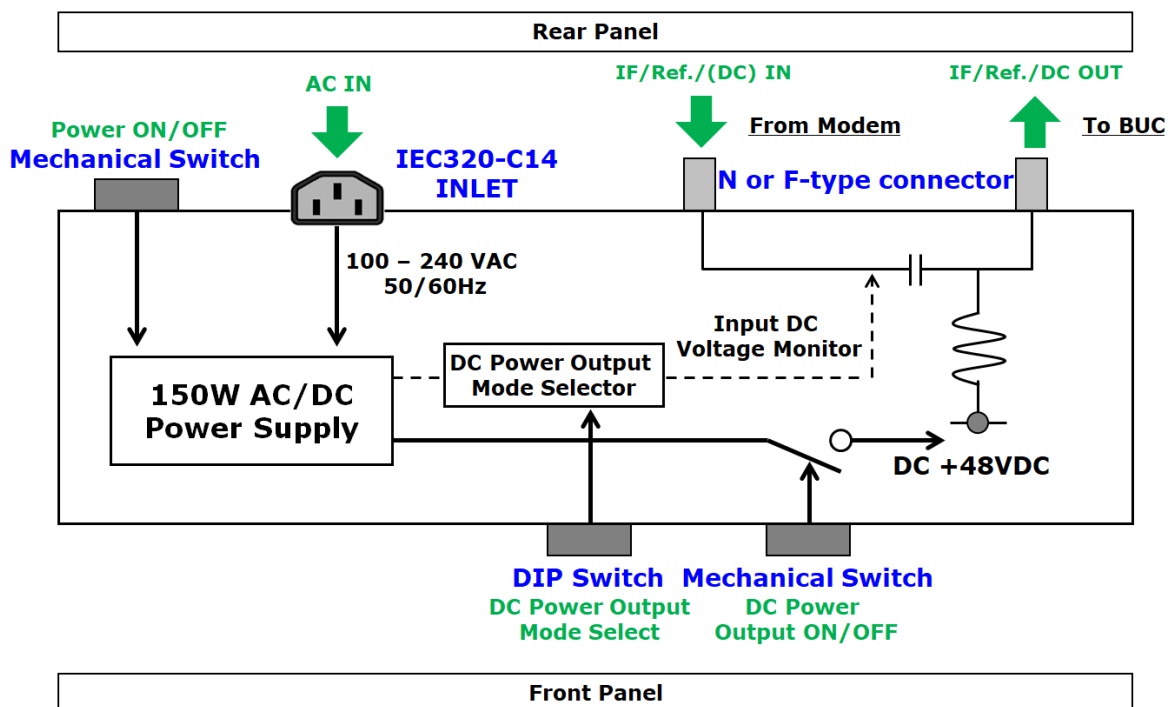 Rear Panel
AC IN
IF/Ref./(DC) IN
IF/Ref./DC OUT
Power ON/OFF
Mechanical Switch
IEC320-C14
INLET
From Modem
To BUC
N or F-type connector
100 – 240 VAC
50/60Hz
Input DC
Voltage Monitor
DC Power Output
Mode Selector
150W AC/DC
Power Supply
DC +48VDC
DIP Switch
DC Power Output
Mode Select
Mechanical Switch
DC Power
Output ON/OFF
Front Panel